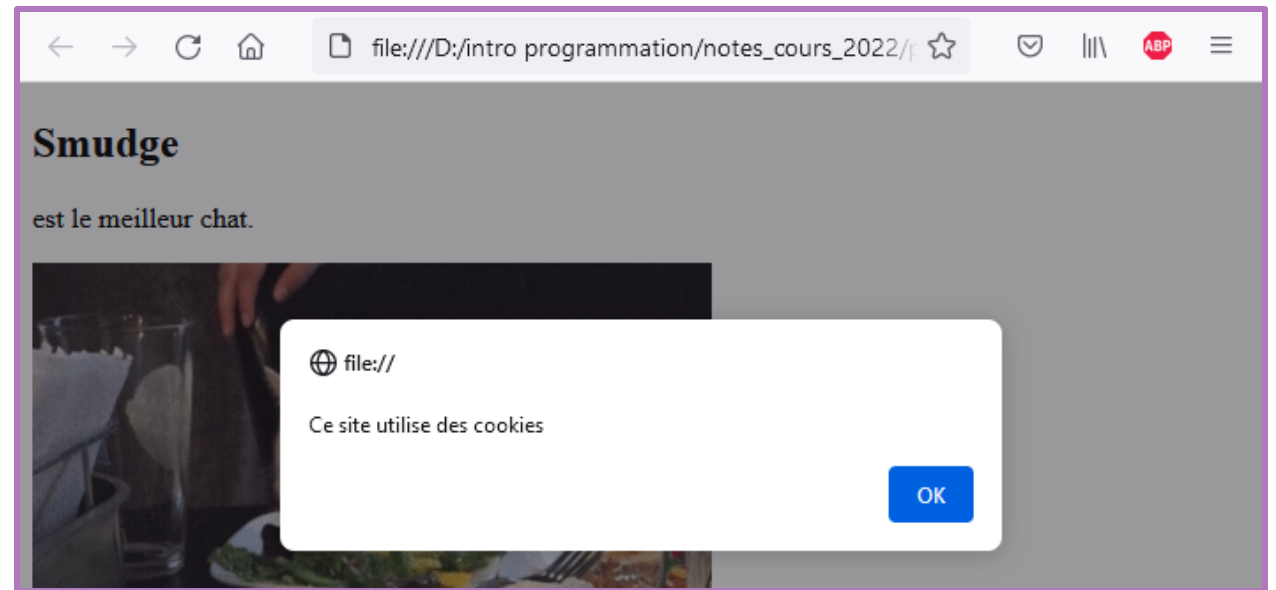 file:///D:/intro programmation/notes_cours_2022/p
ABP
Smudge
est le meilleur chat.
file://
Ce site utilise des cookies
OK